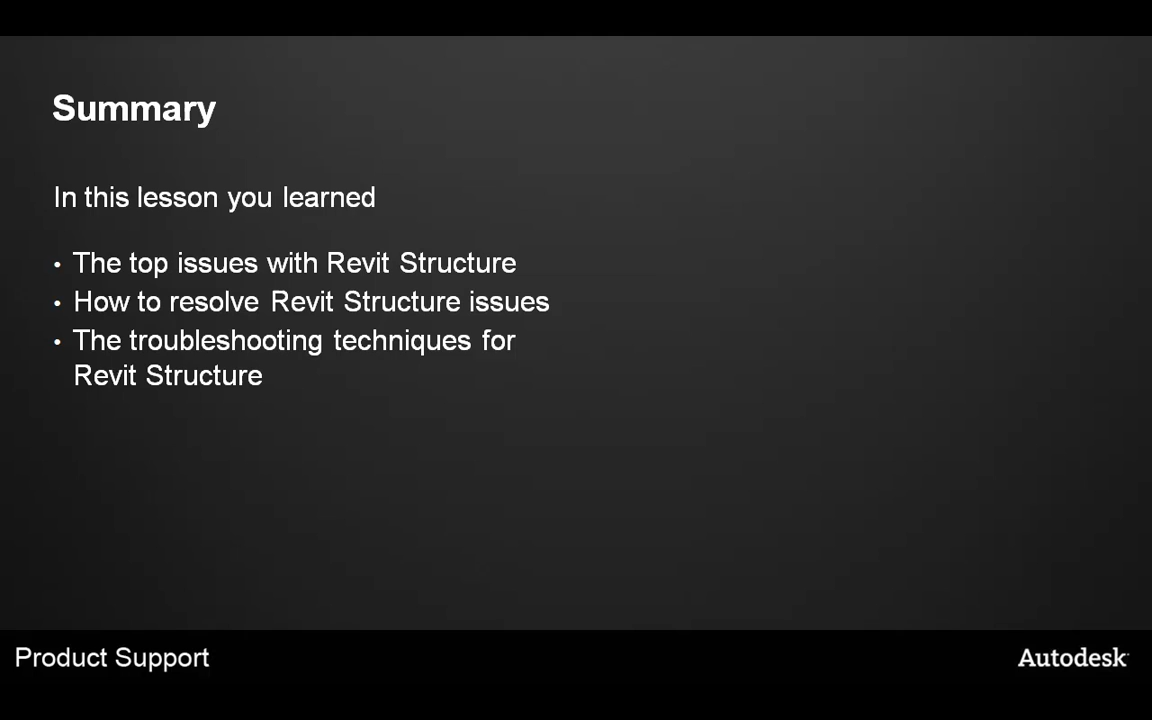 Summary
In this lesson you learned
• The top issues with Revit Structure
• How to resolve Revit Structure issues
• The troubleshooting techniques for
Revit Structure
Product Support
Autodesk